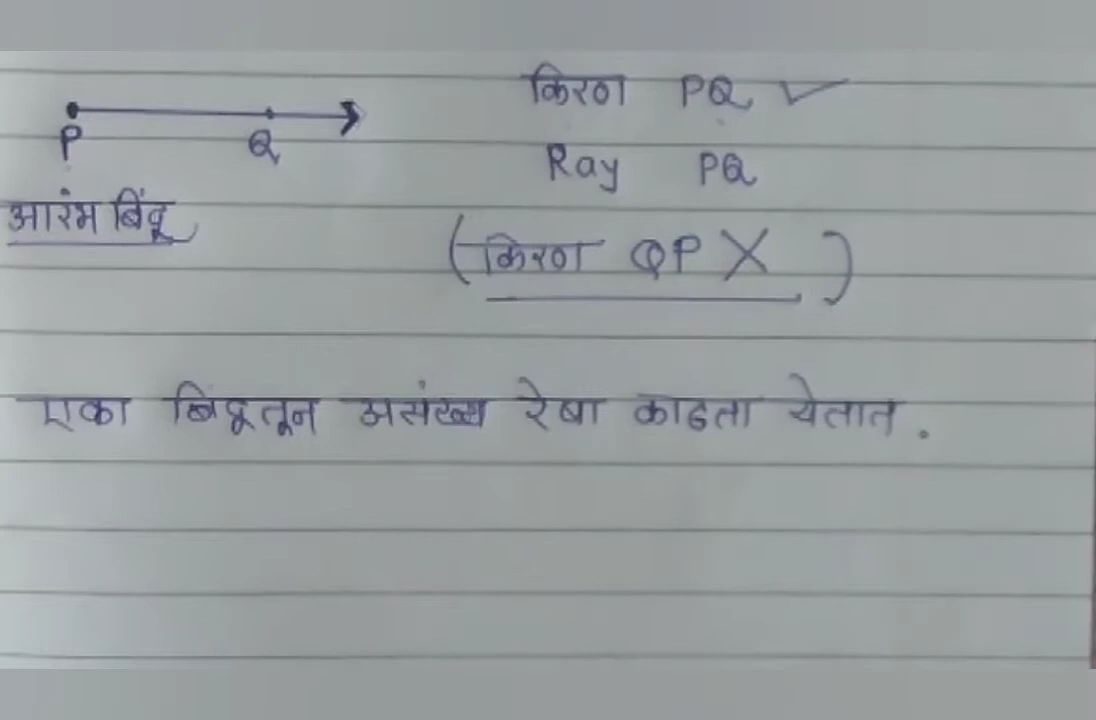 किरण PQ ✓
P Q
Ray PQ
आरंभ बिंदू
(किरण QP X)
एका बिंदूतून असंख्य रेषा काढता येतात.